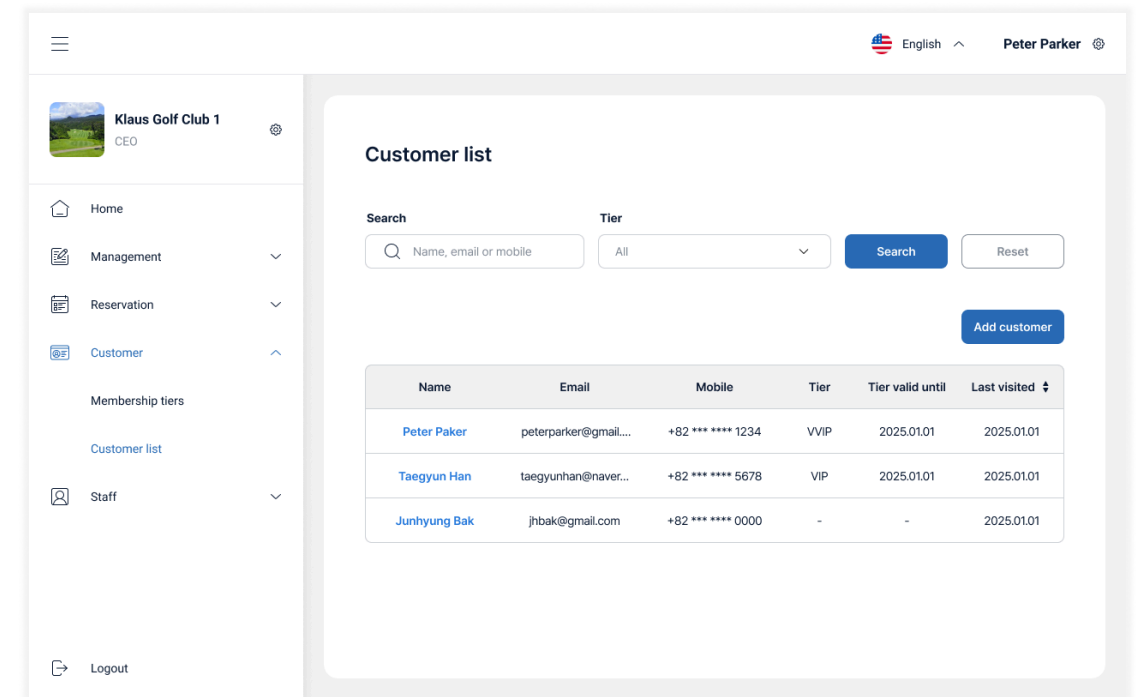 English
Peter Parker
Klaus Golf Club 1
CEO
Home
Management
Reservation
Customer
Membership tiers
Customer list
Staff
Logout
Customer list
Search Tier
Name, email or mobile All Search Reset
Add customer
Name Email Mobile Tier Tier valid until Last visited
Peter Paker peterparker@gmail.... +82 *** **** 1234 VVIP 2025.01.01 2025.01.01
Taegyun Han taegyunhan@naver... +82 *** **** 5678 VIP 2025.01.01 2025.01.01
Junhyung Bak jhbak@gmail.com +82 *** **** 0000 - - 2025.01.01